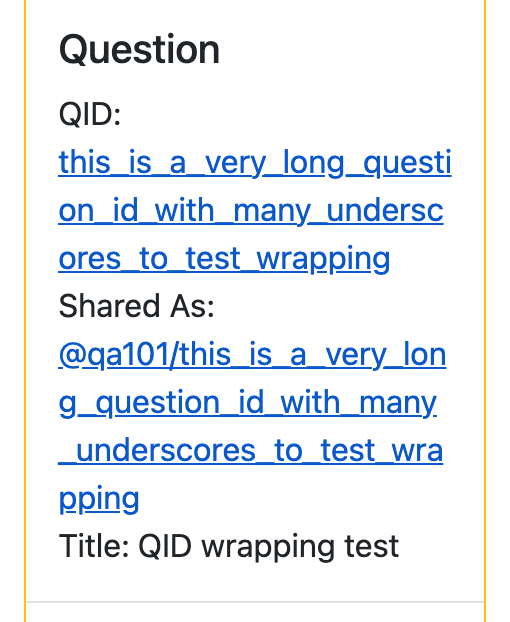 Question
QID:
this_is_a_very_long_questi
on_id_with_many_undersc
ores_to_test_wrapping
Shared As:
@qa101/this_is_a_very_lon
g_question_id_with_many
_underscores_to_test_wra
pping
Title: QID wrapping test